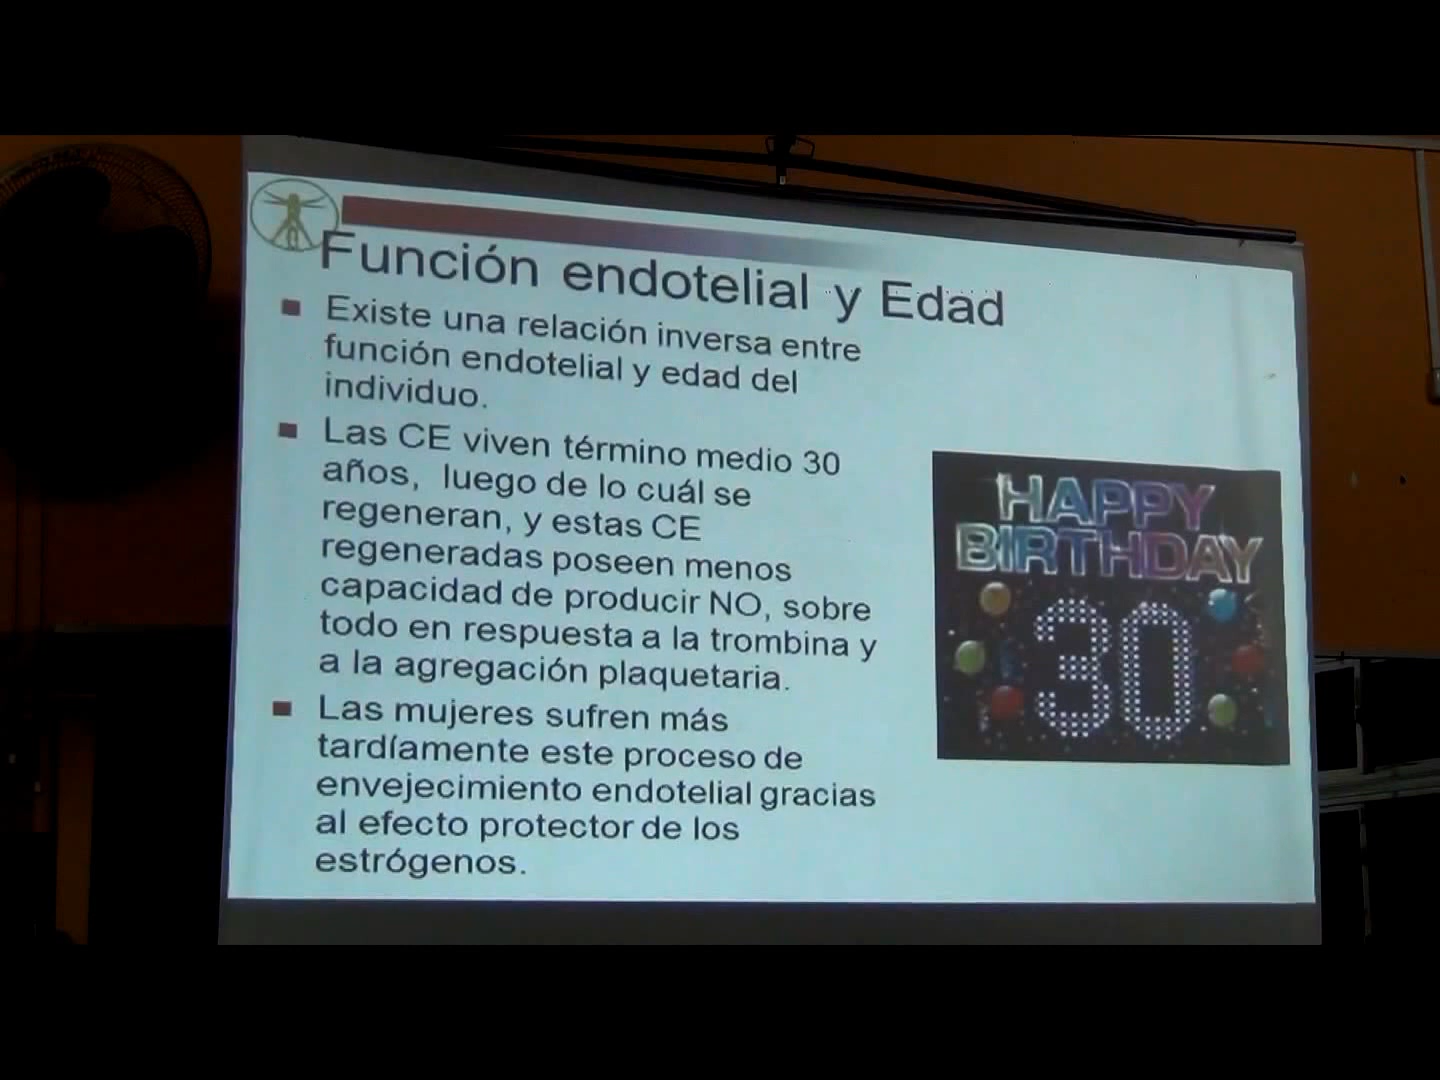 Función endotelial y Edad
Existe una relación inversa entre
función endotelial y edad del
individuo.
Las CE viven término medio 30
años, luego de lo cuál se
regeneran, y estas CE
regeneradas poseen menos
capacidad de producir NO, sobre
todo en respuesta a la trombina y
a la agregación plaquetaria.
Las mujeres sufren más
tardíamente este proceso de
envejecimiento endotelial gracias
al efecto protector de los
estrógenos.
HAPPY
BIRTHDAY
30